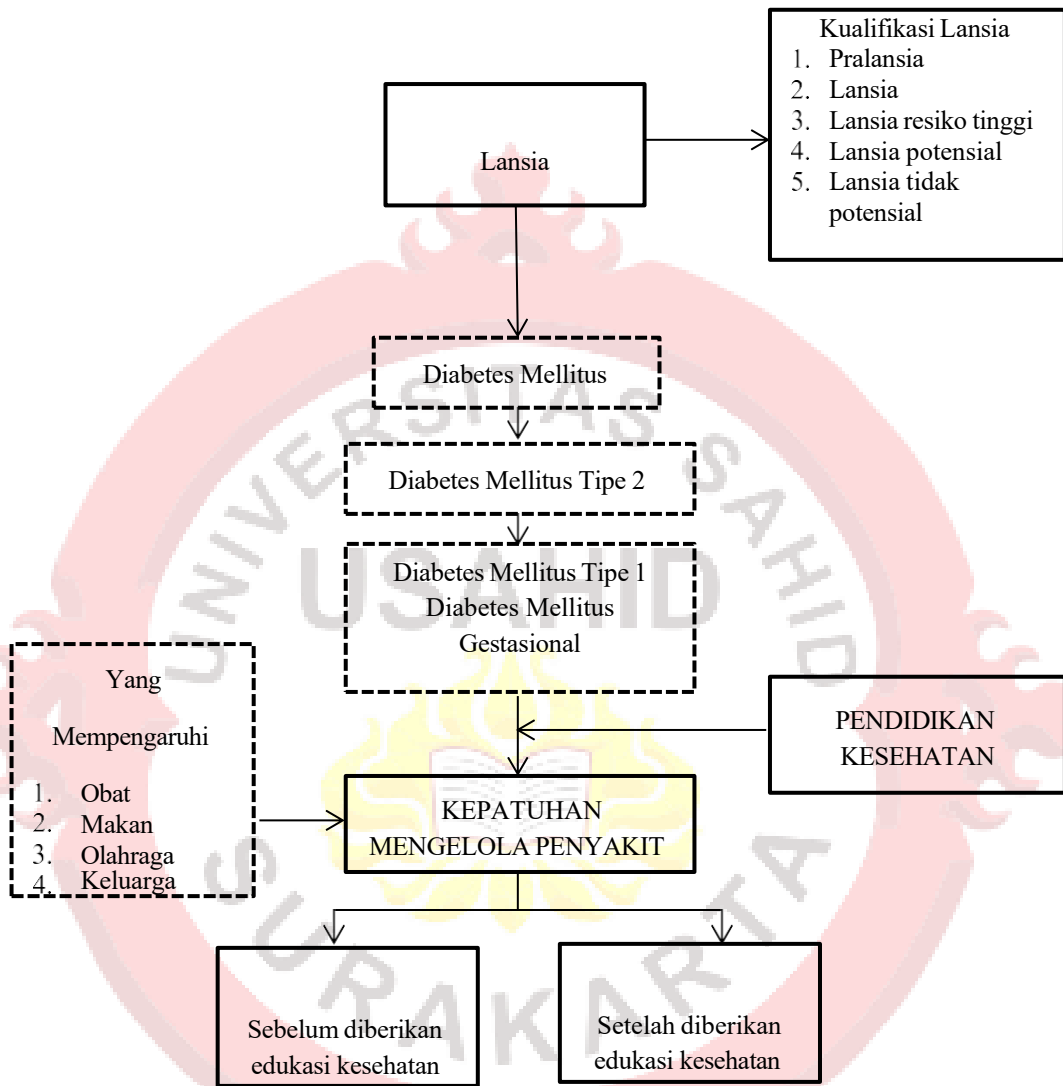 Kualifikasi Lansia
1. Pralansia
2. Lansia
3. Lansia resiko tinggi
4. Lansia potensial
5. Lansia tidak
potensial
Lansia
Diabetes Mellitus
Diabetes Mellitus Tipe 2
Diabetes Mellitus Tipe 1
Diabetes Mellitus
Gestasional
Yang
Mempengaruhi
1. Obat
2. Makan
3. Olahraga
4. Keluarga
PENDIDIKAN
KESEHATAN
KEPATUHAN
MENGELOLA PENYAKIT
Sebelum diberikan
edukasi kesehatan
Setelah diberikan
edukasi kesehatan
UNIVERSITAS SAHID
USAHID
SURAKARTA